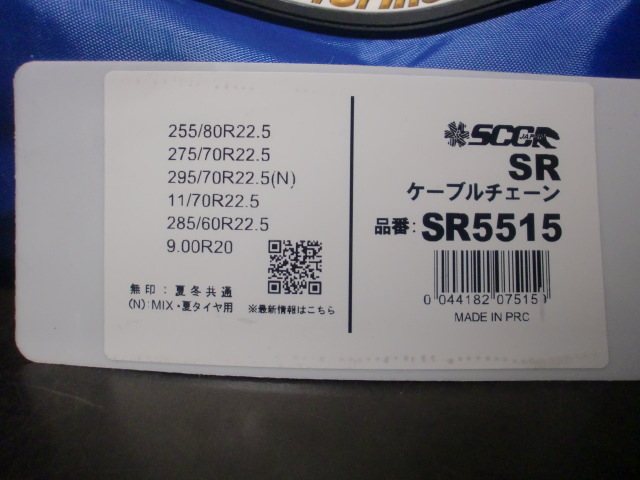 255/80R22.5
275/70R22.5
295/70R22.5(N)
11/70R22.5
285/60R22.5
9.00R20
無印:夏冬共通
(N):MIX・夏タイヤ用
※最新情報はこちら
SCC JAPAN
SR
ケーブルチェーン
品番:SR5515
0 044182 07515
MADE IN PRC